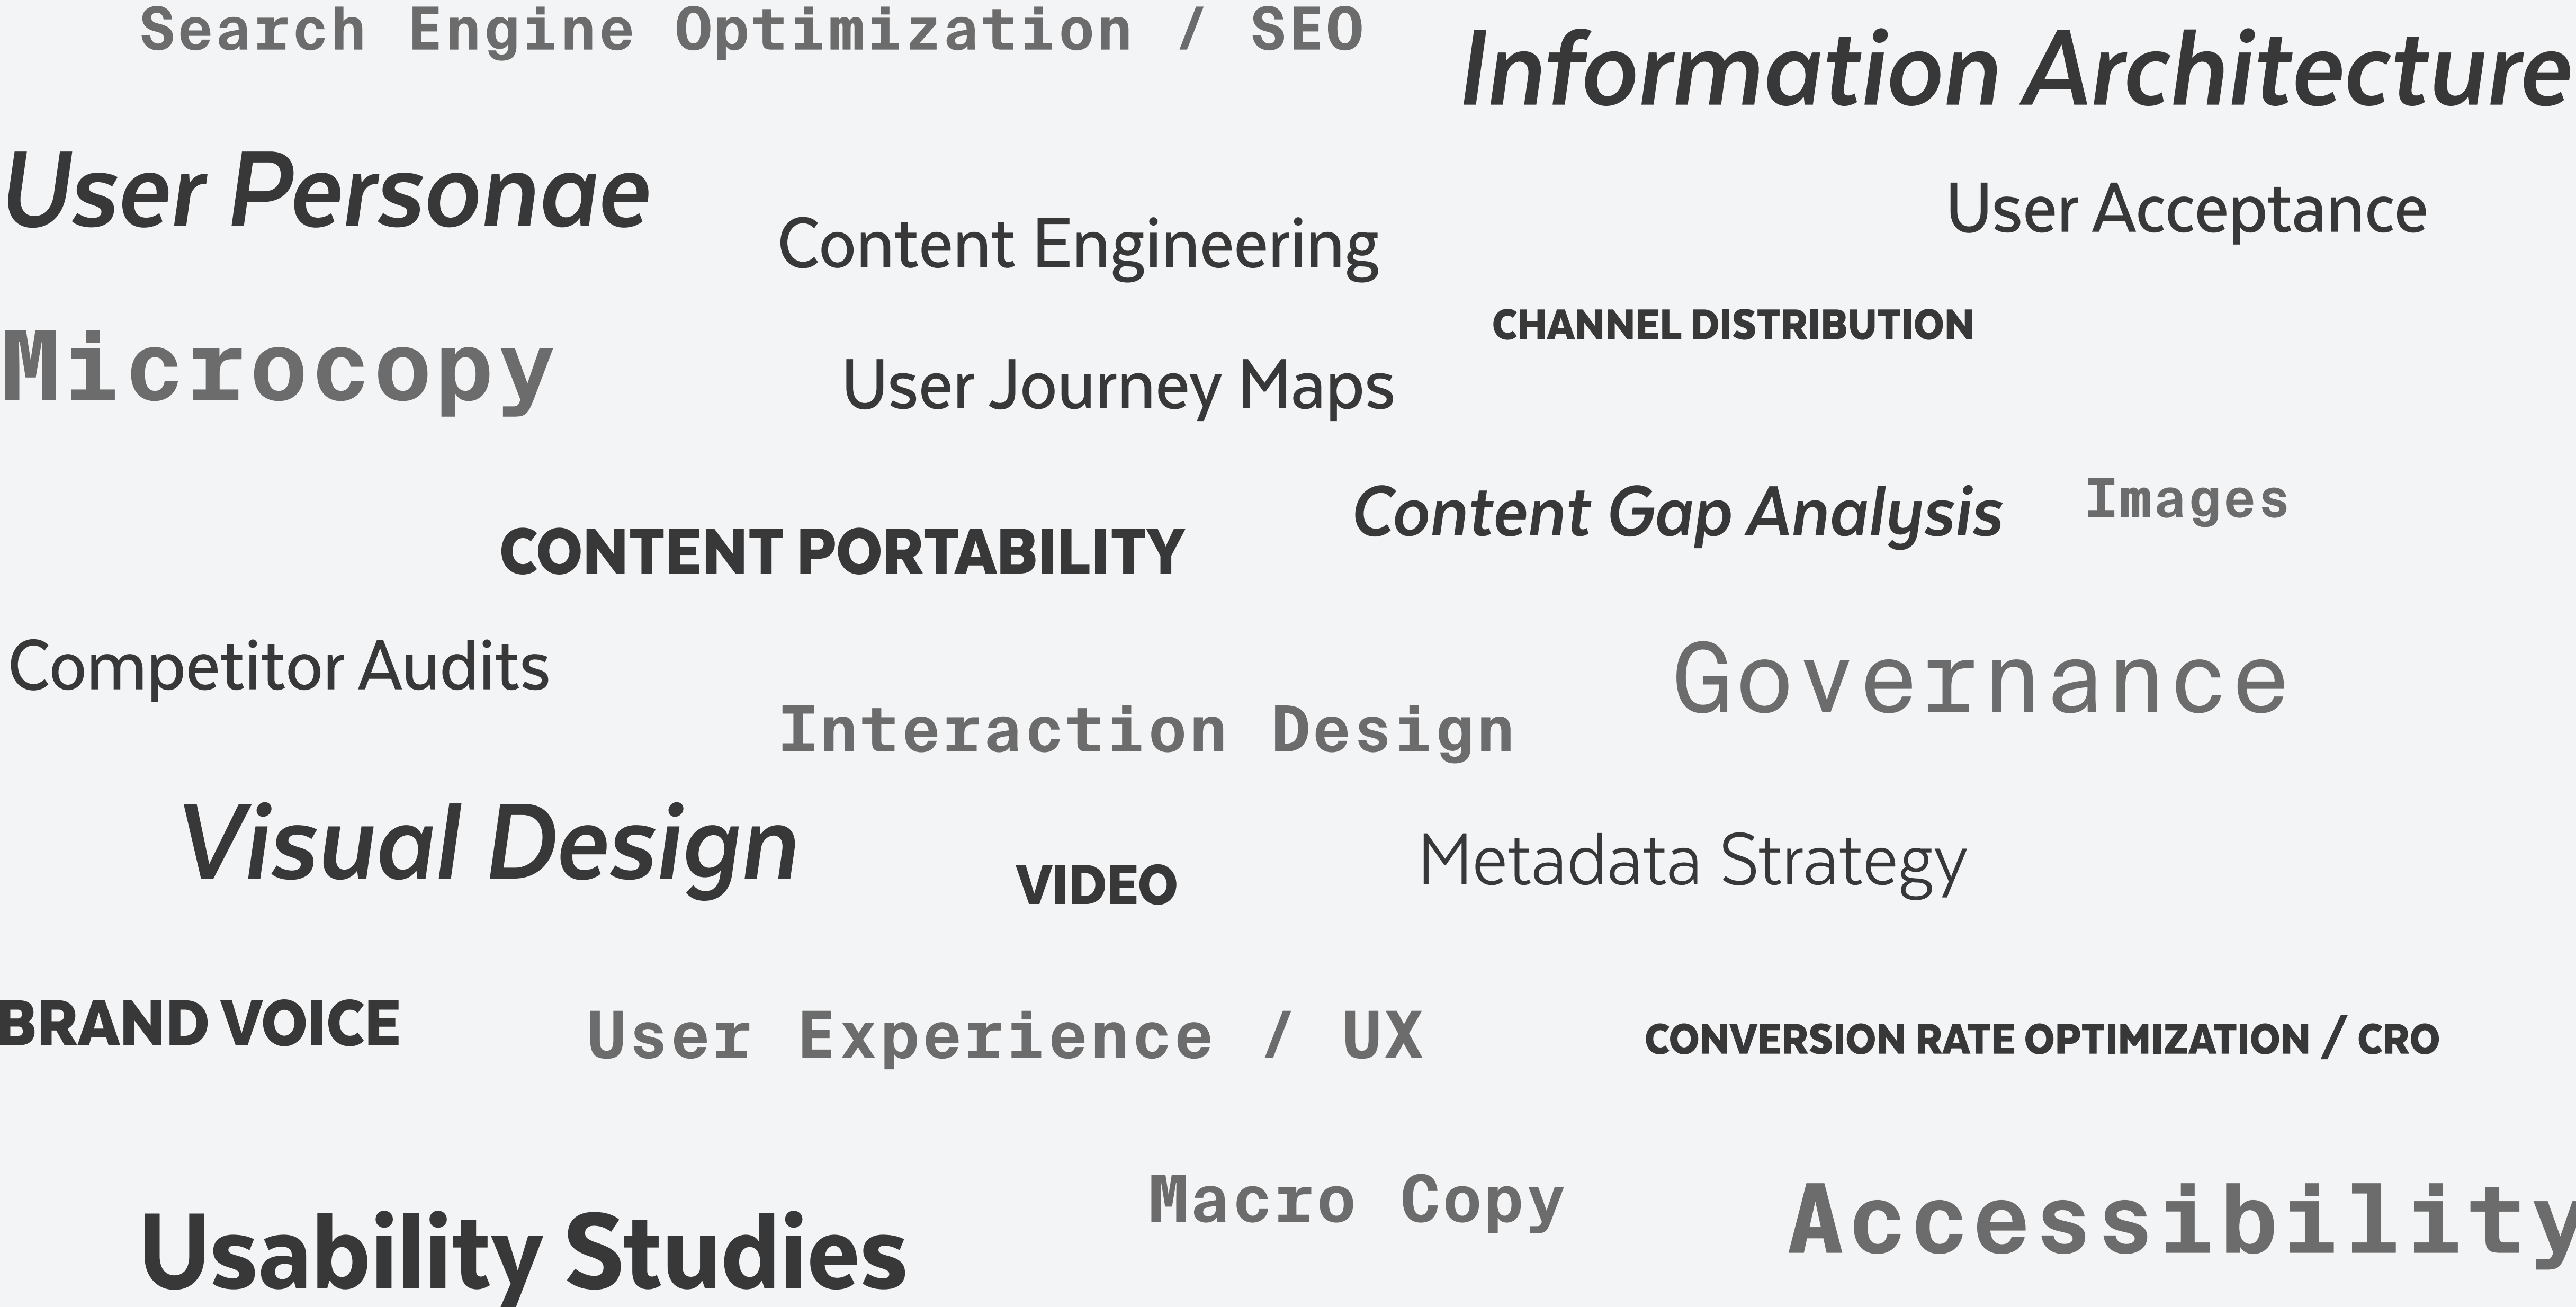 Search Engine Optimization / SEO
Information Architecture
User Personae
User Acceptance
Content Engineering
CHANNEL DISTRIBUTION
Microcopy
User Journey Maps
Content Gap Analysis
Images
CONTENT PORTABILITY
Competitor Audits
Governance
Interaction Design
Visual Design
VIDEO
Metadata Strategy
BRAND VOICE
User Experience / UX
CONVERSION RATE OPTIMIZATION / CRO
Macro Copy
Accessibility
Usability Studies